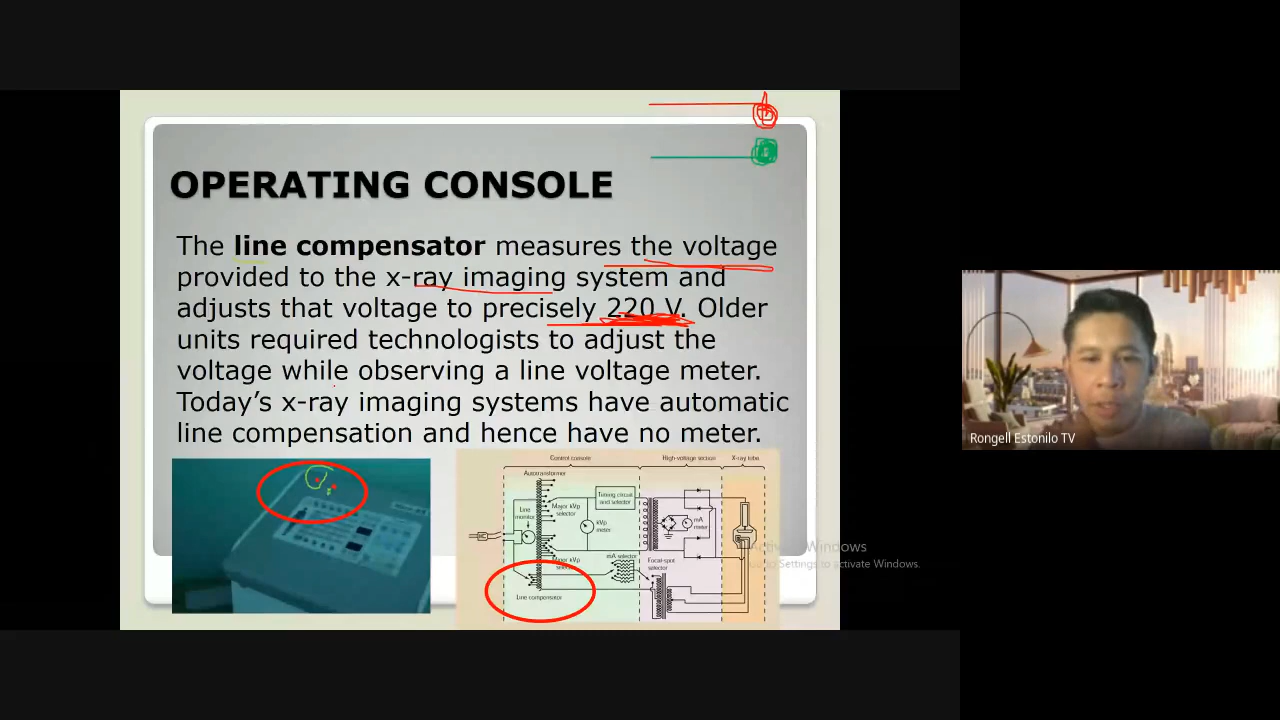 OPERATING CONSOLE
The line compensator measures the voltage
provided to the x-ray imaging system and
adjusts that voltage to precisely 220 V. Older
units required technologists to adjust the
voltage while observing a line voltage meter.
Today's x-ray imaging systems have automatic
line compensation and hence have no meter.
Control console
High-voltage section
X-ray tube
Autotransformer
Line
monitor
Major kVp
selector
Timing circuit
and selector
kVp
meter
mA
meter
mA selector
Focal-spot
selector
Line compensator
Rongell Estonilo TV